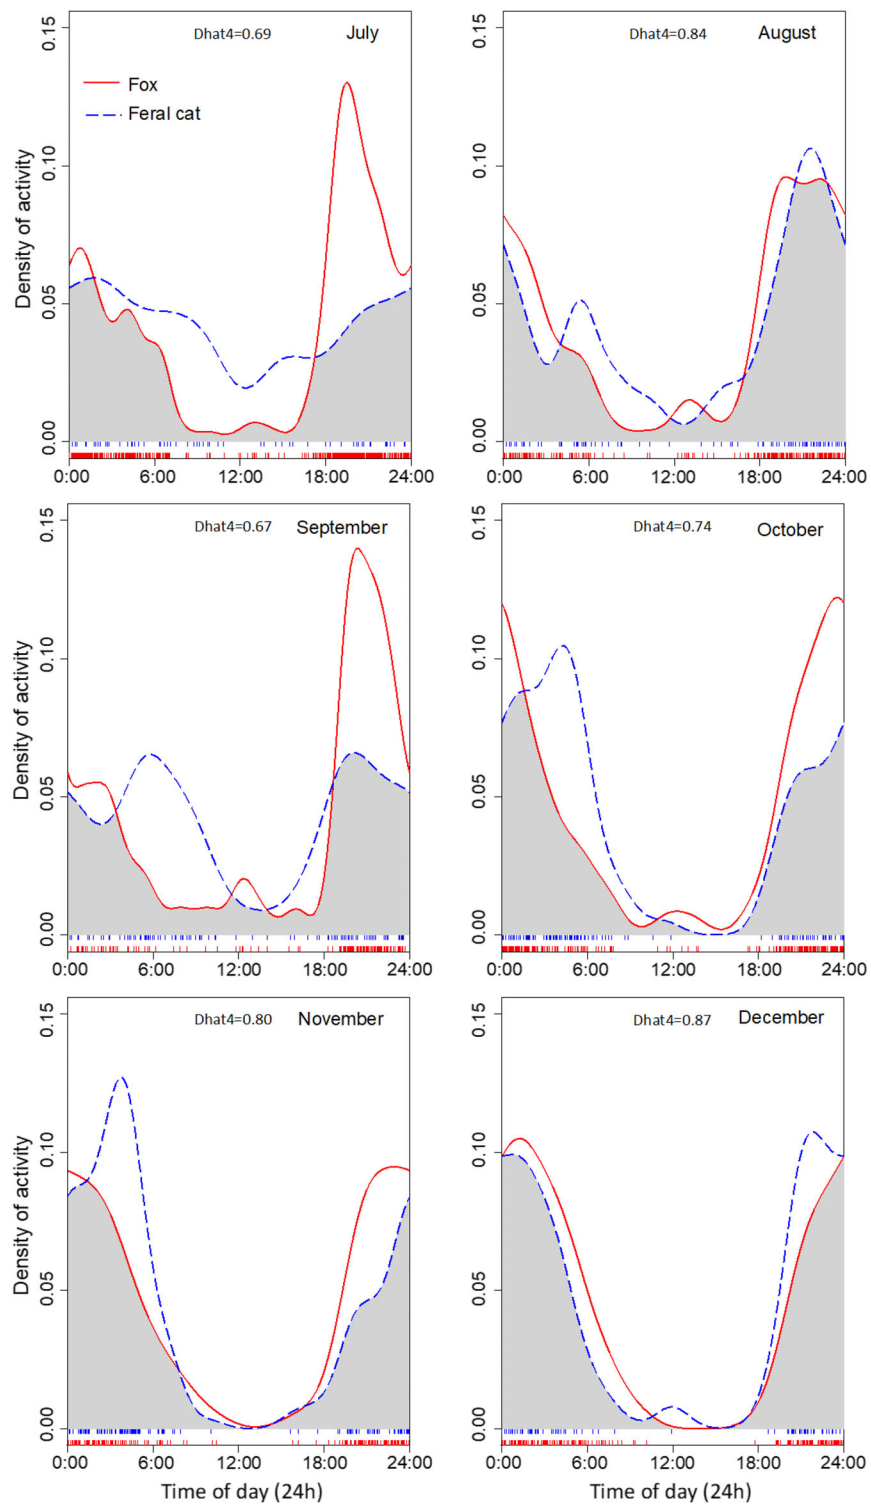 Dhat4=0.69 July
Fox
Feral cat
Density of activity
0.15
0.10
0.05
0.00
0:00 6:00 12:00 18:00 24:00
Dhat4=0.84 August
0.15
0.10
0.05
0.00
0:00 6:00 12:00 18:00 24:00
Dhat4=0.67 September
Density of activity
0.15
0.10
0.05
0.00
0:00 6:00 12:00 18:00 24:00
Dhat4=0.74 October
0.15
0.10
0.05
0.00
0:00 6:00 12:00 18:00 24:00
Dhat4=0.80 November
Density of activity
0.15
0.10
0.05
0.00
0:00 6:00 12:00 18:00 24:00
Time of day (24h)
Dhat4=0.87 December
0.15
0.10
0.05
0.00
0:00 6:00 12:00 18:00 24:00
Time of day (24h)